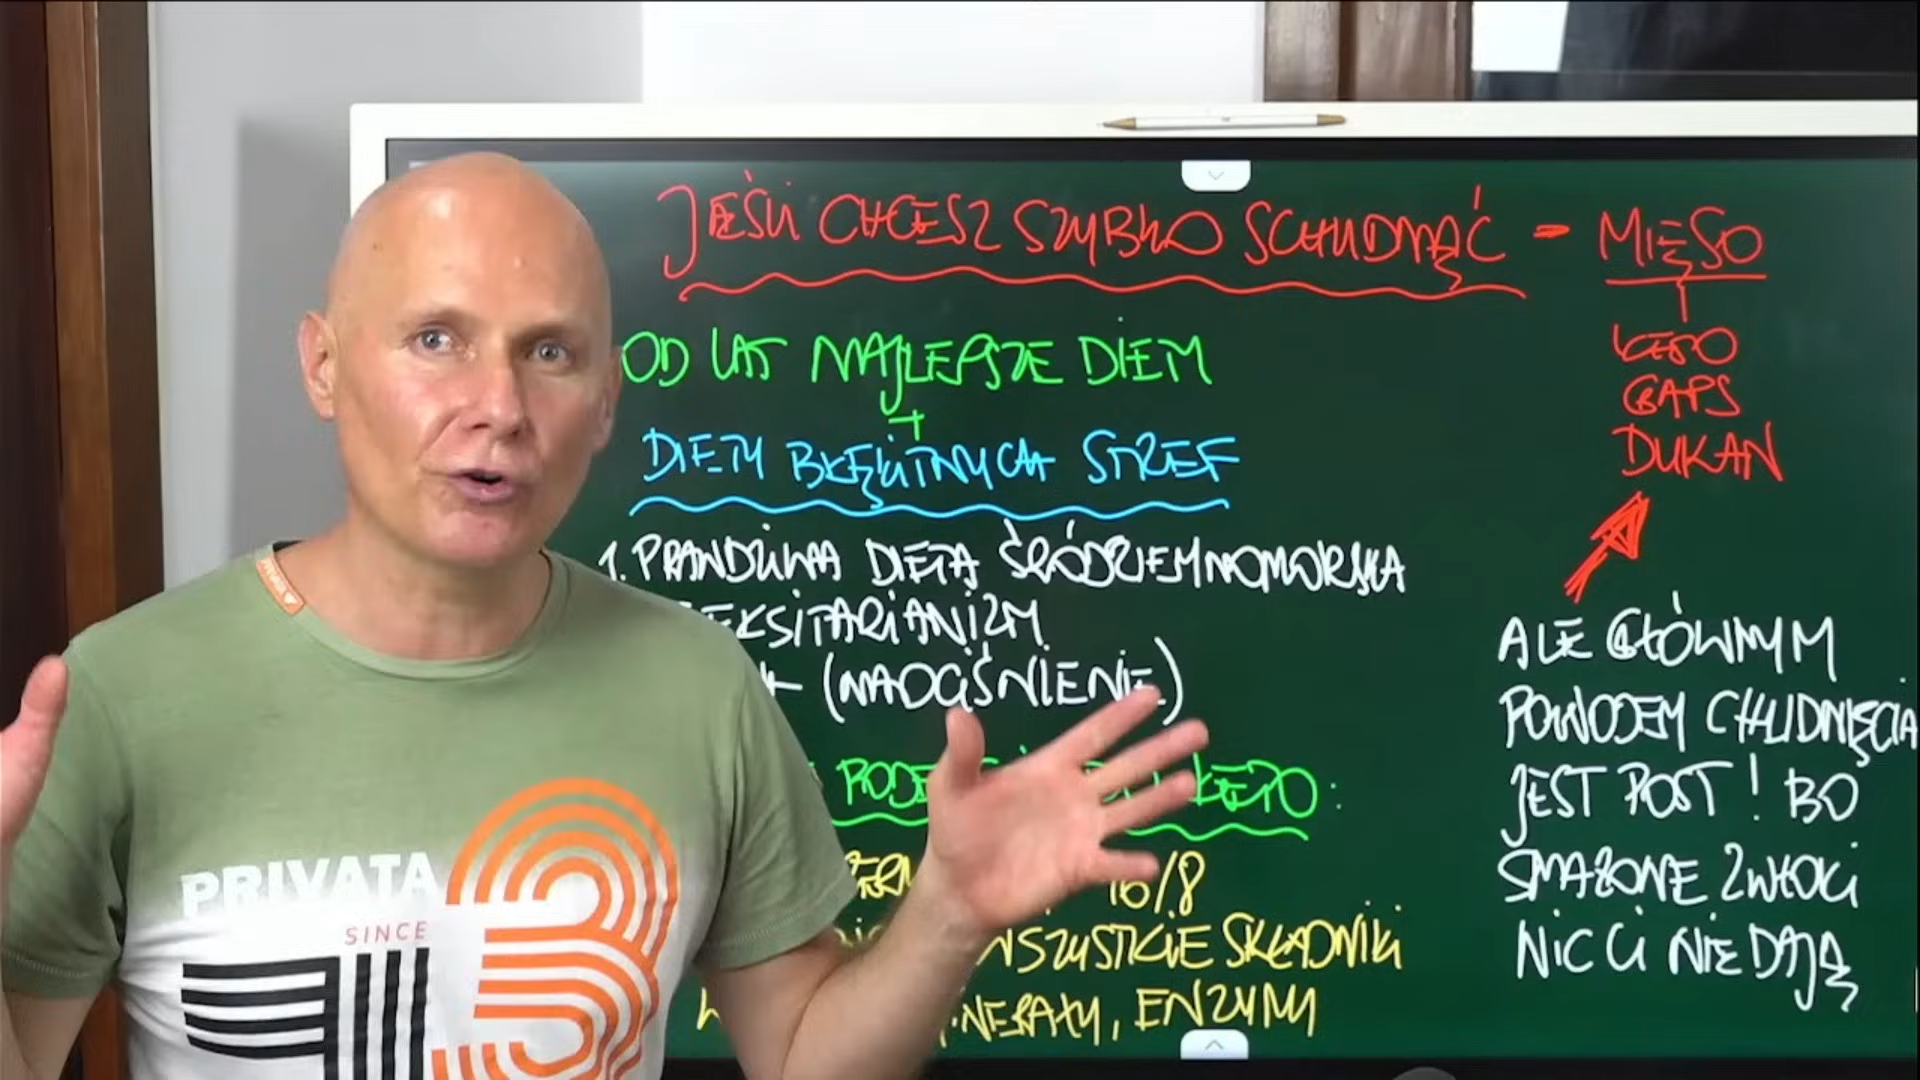 JEŚLI CHCESZ SZYBKO SCHUDNĄĆ - MIĘSO
KETO
GAPS
DUKAN
OD LAT NAJLEPSZE DIETY
+
DIETY BŁĘKITNYCH STREF
1. PRAWDZIWA DIETA ŚRÓDZIEMNOMORSKA
EKSITARIANIZM
(NADCIŚNIENIE)
KETO:
16/8
WSZYSTKIE SKŁADNIKI
NERAŁY, ENZYMY
ALE GŁÓWNYM
POWODEM CHUDNIĘCIA
JEST POST! BO
SMAŻONE ZWŁOKI
NIC CI NIE DAJĄ
PRIVATA
SINCE